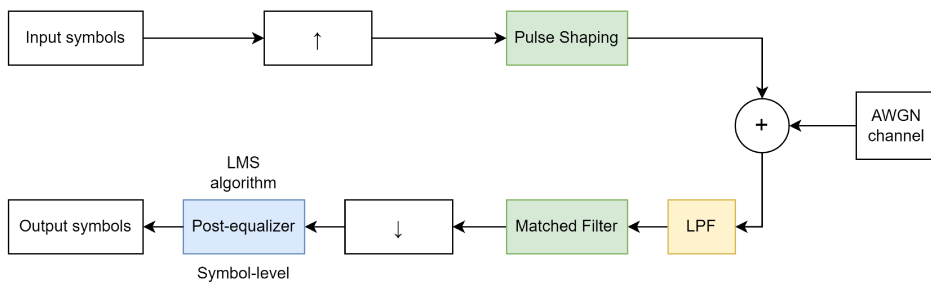 Input symbols
↑
Pulse Shaping
+
AWGN
channel
LMS
algorithm
Output symbols
Post-equalizer
↓
Matched Filter
LPF
Symbol-level